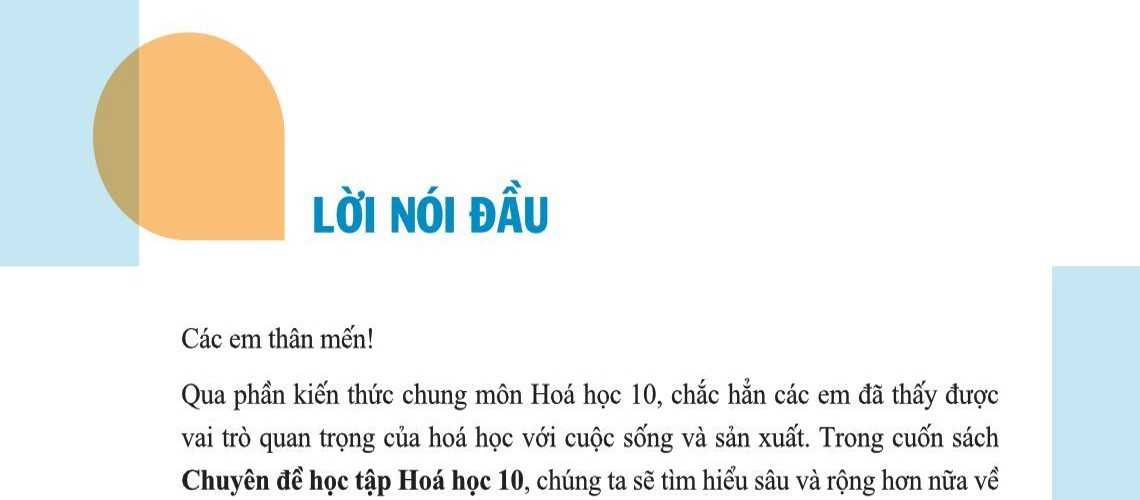 LỜI NÓI ĐẦU
Các em thân mến!
Qua phần kiến thức chung môn Hoá học 10, chắc hẳn các em đã thấy được
vai trò quan trọng của hoá học với cuộc sống và sản xuất. Trong cuốn sách
Chuyên đề học tập Hoá học 10, chúng ta sẽ tìm hiểu sâu và rộng hơn nữa về